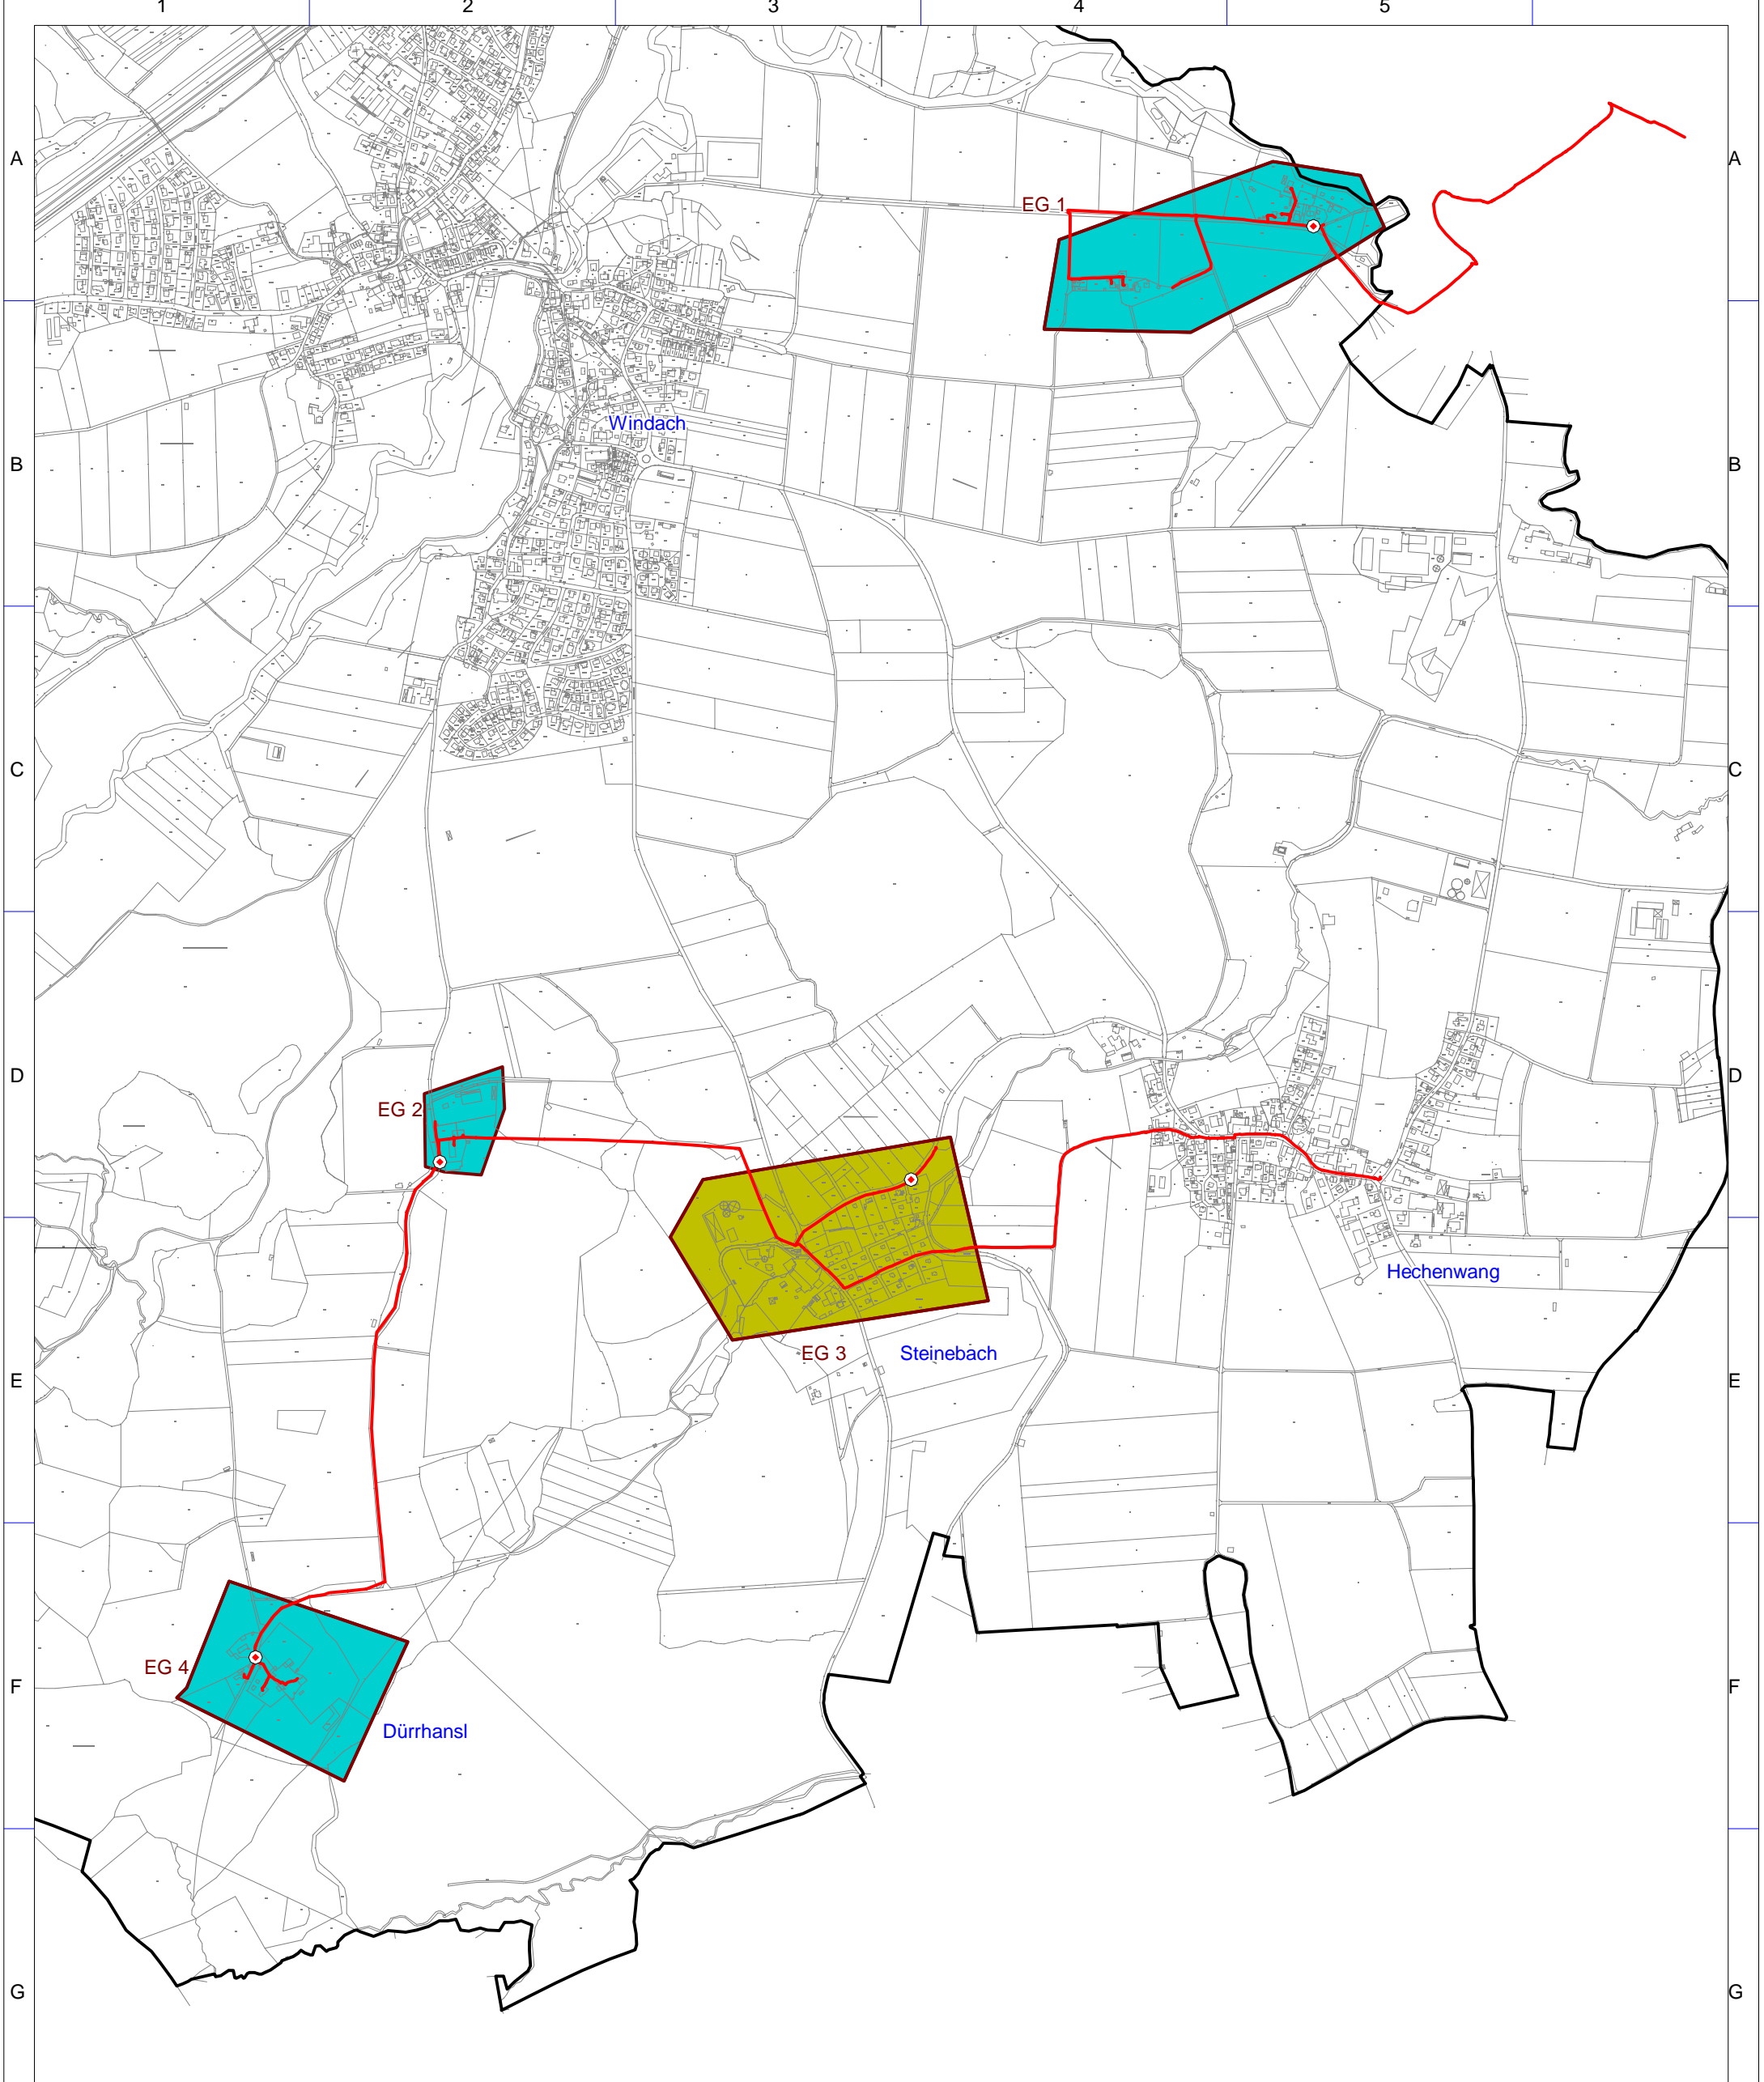 1 2 3 4 5
A A
EG 1
Windach
B B
C C
D D
EG 2
Hechenwang
EG 3 Steinebach
E E
EG 4
F F
Dürrhansl
G G